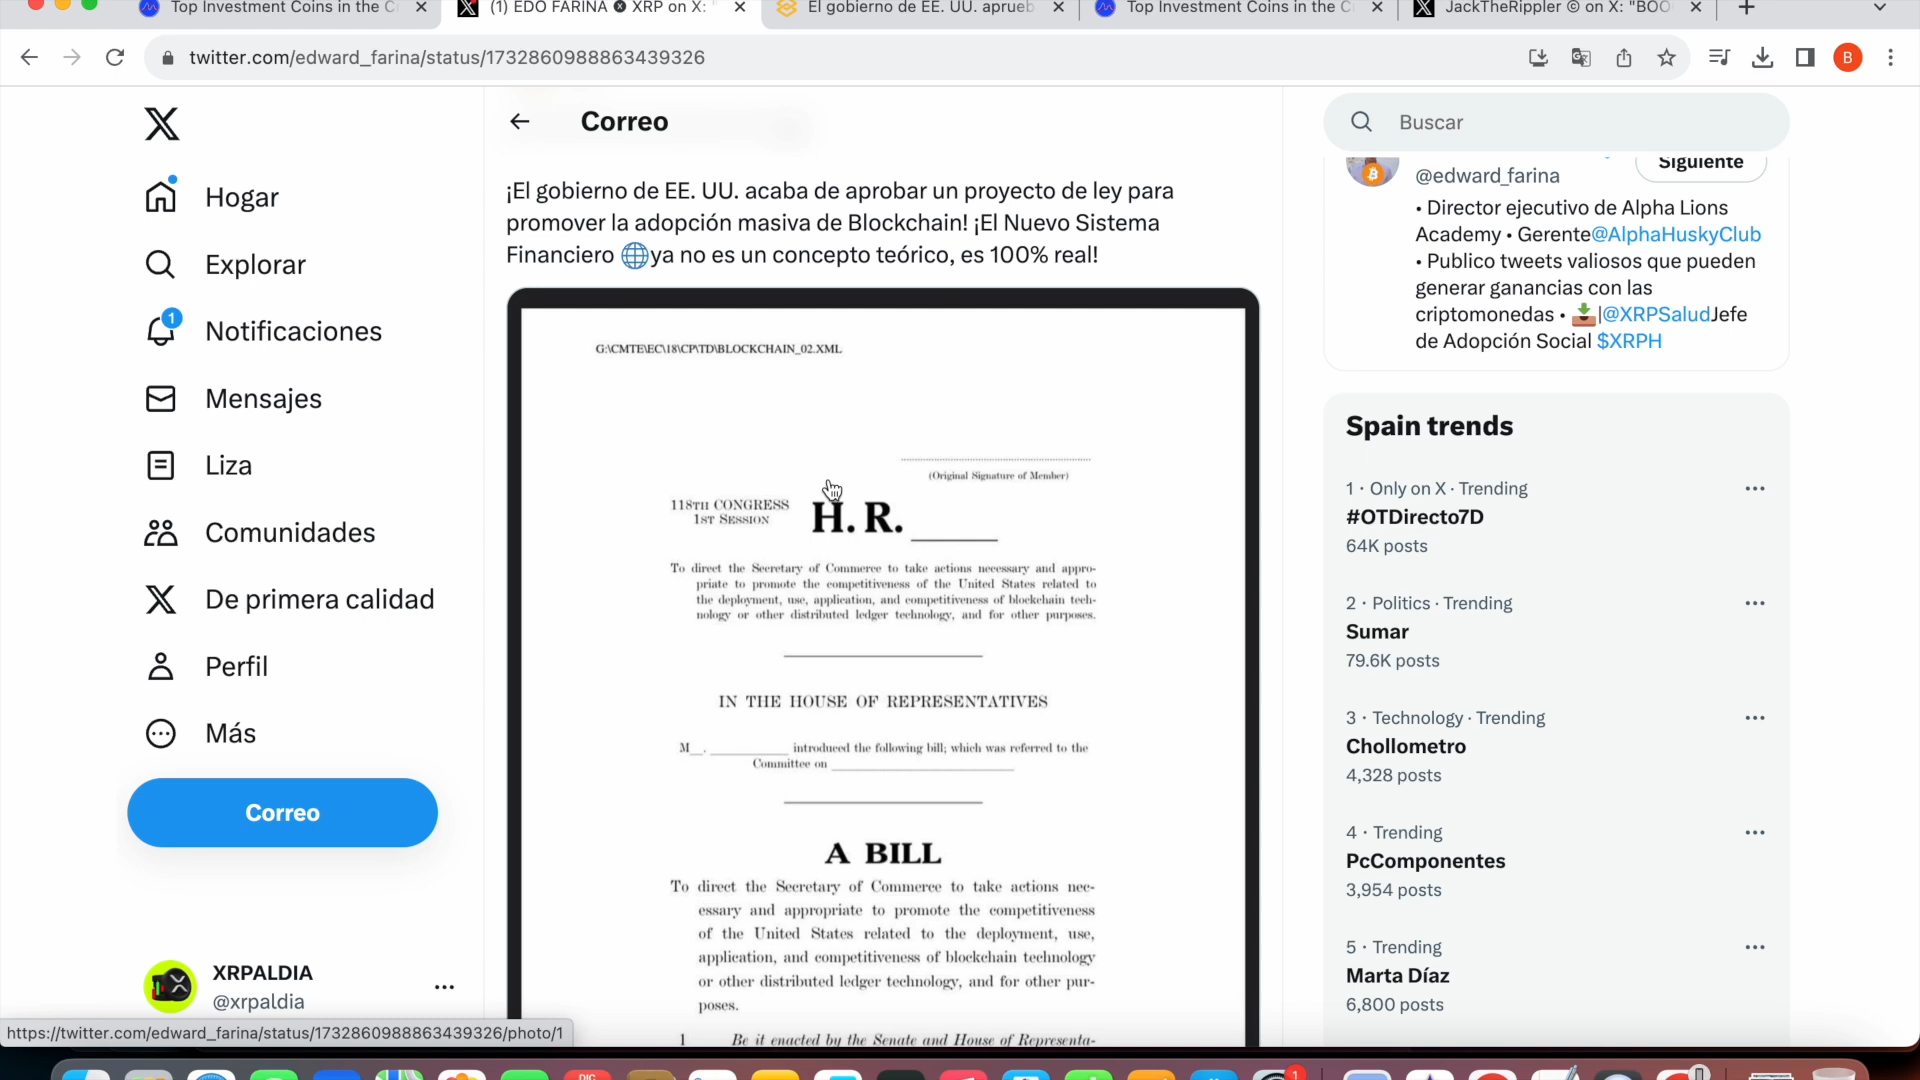 Top Investment Coins in the C
(1) EDO FARINA 🅧 XRP on X: "
El gobierno de EE. UU. aprueb
Top Investment Coins in the C
JackTheRippler © on X: "BOO
twitter.com/edward_farina/status/1732860988863439326
B
Hogar
Explorar
1
Notificaciones
Mensajes
Liza
Comunidades
De primera calidad
Perfil
Más
Correo
XRPALDIA
@xrpaldia
https://twitter.com/edward_farina/status/1732860988863439326/photo/1
Correo
¡El gobierno de EE. UU. acaba de aprobar un proyecto de ley para
promover la adopción masiva de Blockchain! ¡El Nuevo Sistema
Financiero 🌐ya no es un concepto teórico, es 100% real!
G:\CMTE\EC\18\CP\TD\BLOCKCHAIN_02.XML
(Original Signature of Member)
118TH CONGRESS
1ST SESSION
H. R.
To direct the Secretary of Commerce to take actions necessary and appro-
priate to promote the competitiveness of the United States related to
the deployment, use, application, and competitiveness of blockchain tech-
nology or other distributed ledger technology, and for other purposes.
IN THE HOUSE OF REPRESENTATIVES
M__. ____________ introduced the following bill; which was referred to the
Committee on ____________________________
A BILL
To direct the Secretary of Commerce to take actions nec-
essary and appropriate to promote the competitiveness
of the United States related to the deployment, use,
application, and competitiveness of blockchain technology
or other distributed ledger technology, and for other pur-
poses.
1 Be it enacted by the Senate and House of Representa-
Buscar
@edward_farina
Siguiente
• Director ejecutivo de Alpha Lions
Academy • Gerente@AlphaHuskyClub
• Publico tweets valiosos que pueden
generar ganancias con las
criptomonedas • 📥|@XRPSaludJefe
de Adopción Social $XRPH
Spain trends
1 · Only on X · Trending
#OTDirecto7D
64K posts
2 · Politics · Trending
Sumar
79.6K posts
3 · Technology · Trending
Chollometro
4,328 posts
4 · Trending
PcComponentes
3,954 posts
5 · Trending
Marta Díaz
6,800 posts
DIC
1